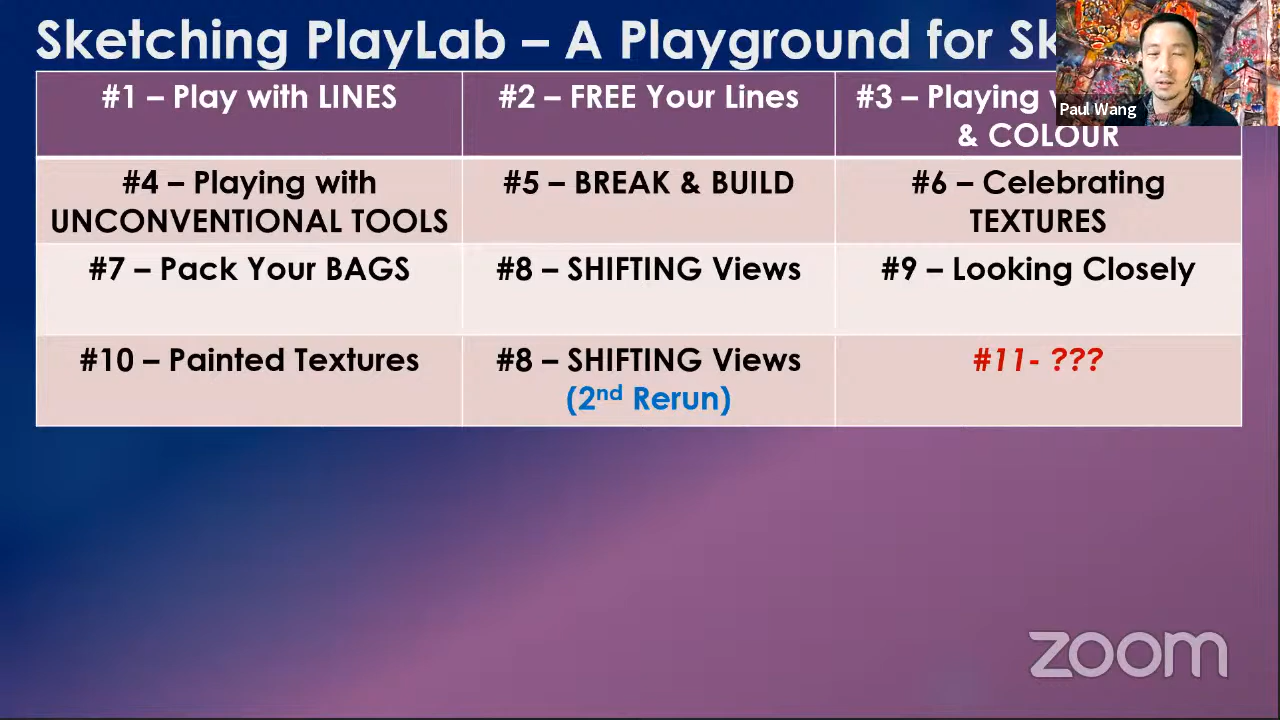 Sketching PlayLab – A Playground for Sk
Paul Wang
#1 – Play with LINES
#2 – FREE Your Lines
#3 – Playing
& COLOUR
#4 – Playing with
UNCONVENTIONAL TOOLS
#5 – BREAK & BUILD
#6 – Celebrating
TEXTURES
#7 – Pack Your BAGS
#8 – SHIFTING Views
#9 – Looking Closely
#10 – Painted Textures
#8 – SHIFTING Views
(2nd Rerun)
#11- ???
zoom